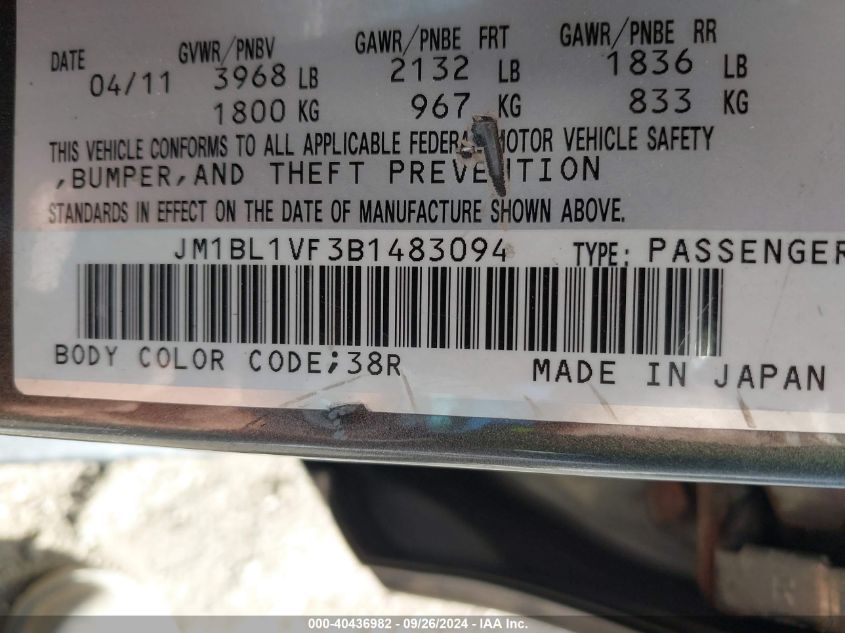 DATE GVWR/PNBV GAWR/PNBE FRT GAWR/PNBE RR
04/11 3968 LB 2132 LB 1836 LB
1800 KG 967 KG 833 KG
THIS VEHICLE CONFORMS TO ALL APPLICABLE FEDERAL MOTOR VEHICLE SAFETY
,BUMPER,AND THEFT PREVENTION
STANDARDS IN EFFECT ON THE DATE OF MANUFACTURE SHOWN ABOVE.
JM1BL1VF3B1483094 TYPE: PASSENGER
BODY COLOR CODE;38R MADE IN JAPAN
000-40436982 - 09/26/2024 - IAAI.COM